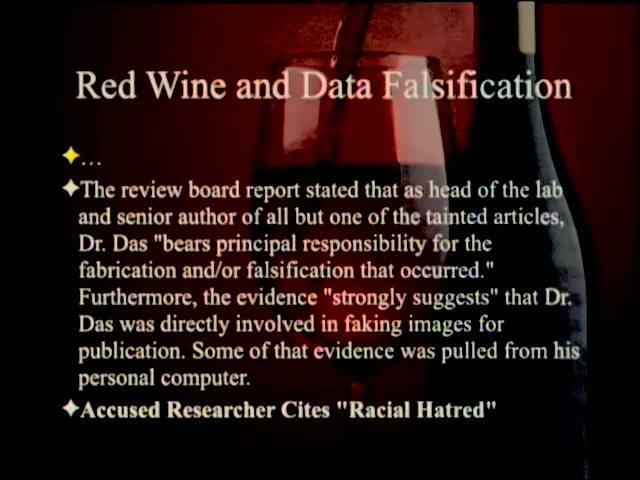 Red Wine and Data Falsification
...
The review board report stated that as head of the lab
and senior author of all but one of the tainted articles,
Dr. Das "bears principal responsibility for the
fabrication and/or falsification that occurred."
Furthermore, the evidence "strongly suggests" that Dr.
Das was directly involved in faking images for
publication. Some of that evidence was pulled from his
personal computer.
Accused Researcher Cites "Racial Hatred"